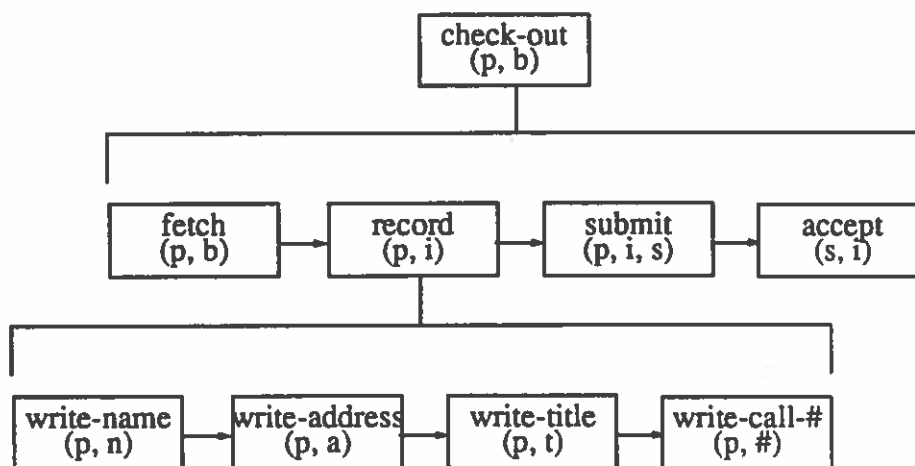 check-out
(p, b)
fetch
(p, b)
record
(p, i)
submit
(p, i, s)
accept
(s, i)
write-name
(p, n)
write-address
(p, a)
write-title
(p, t)
write-call-#
(p, #)